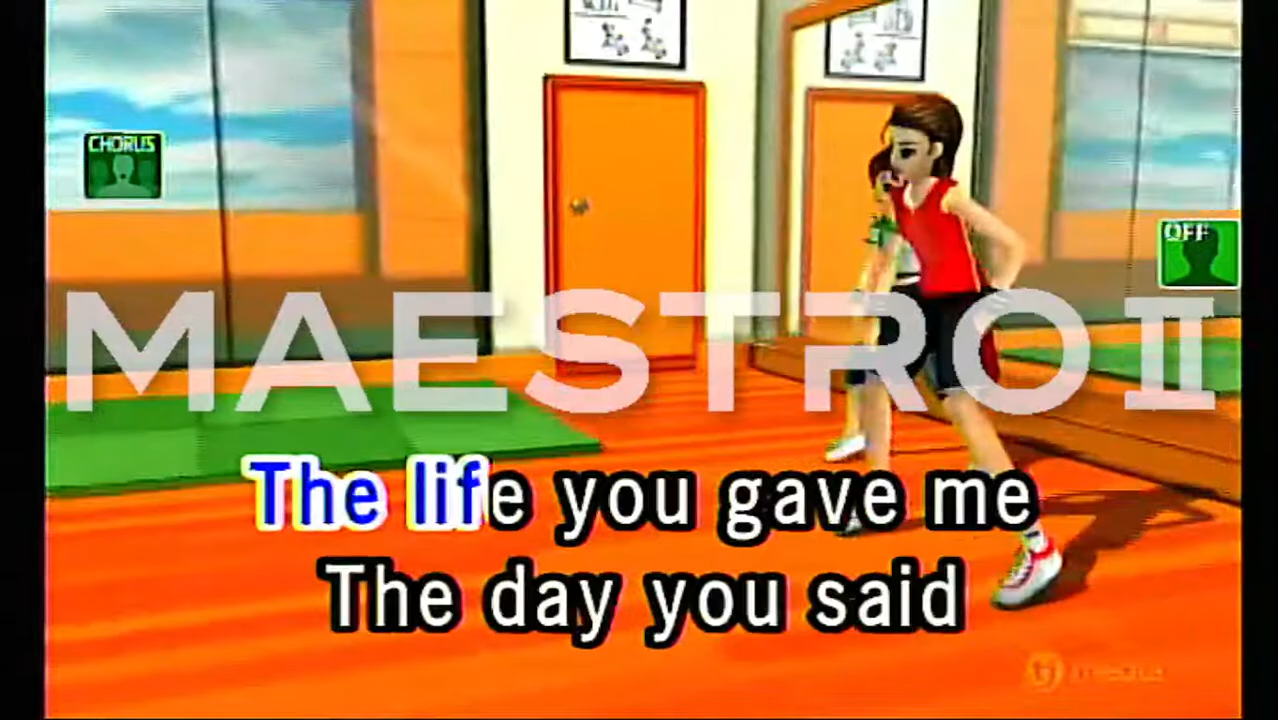 CHORUS
OFF
MAESTRO II
The life you gave me
The day you said